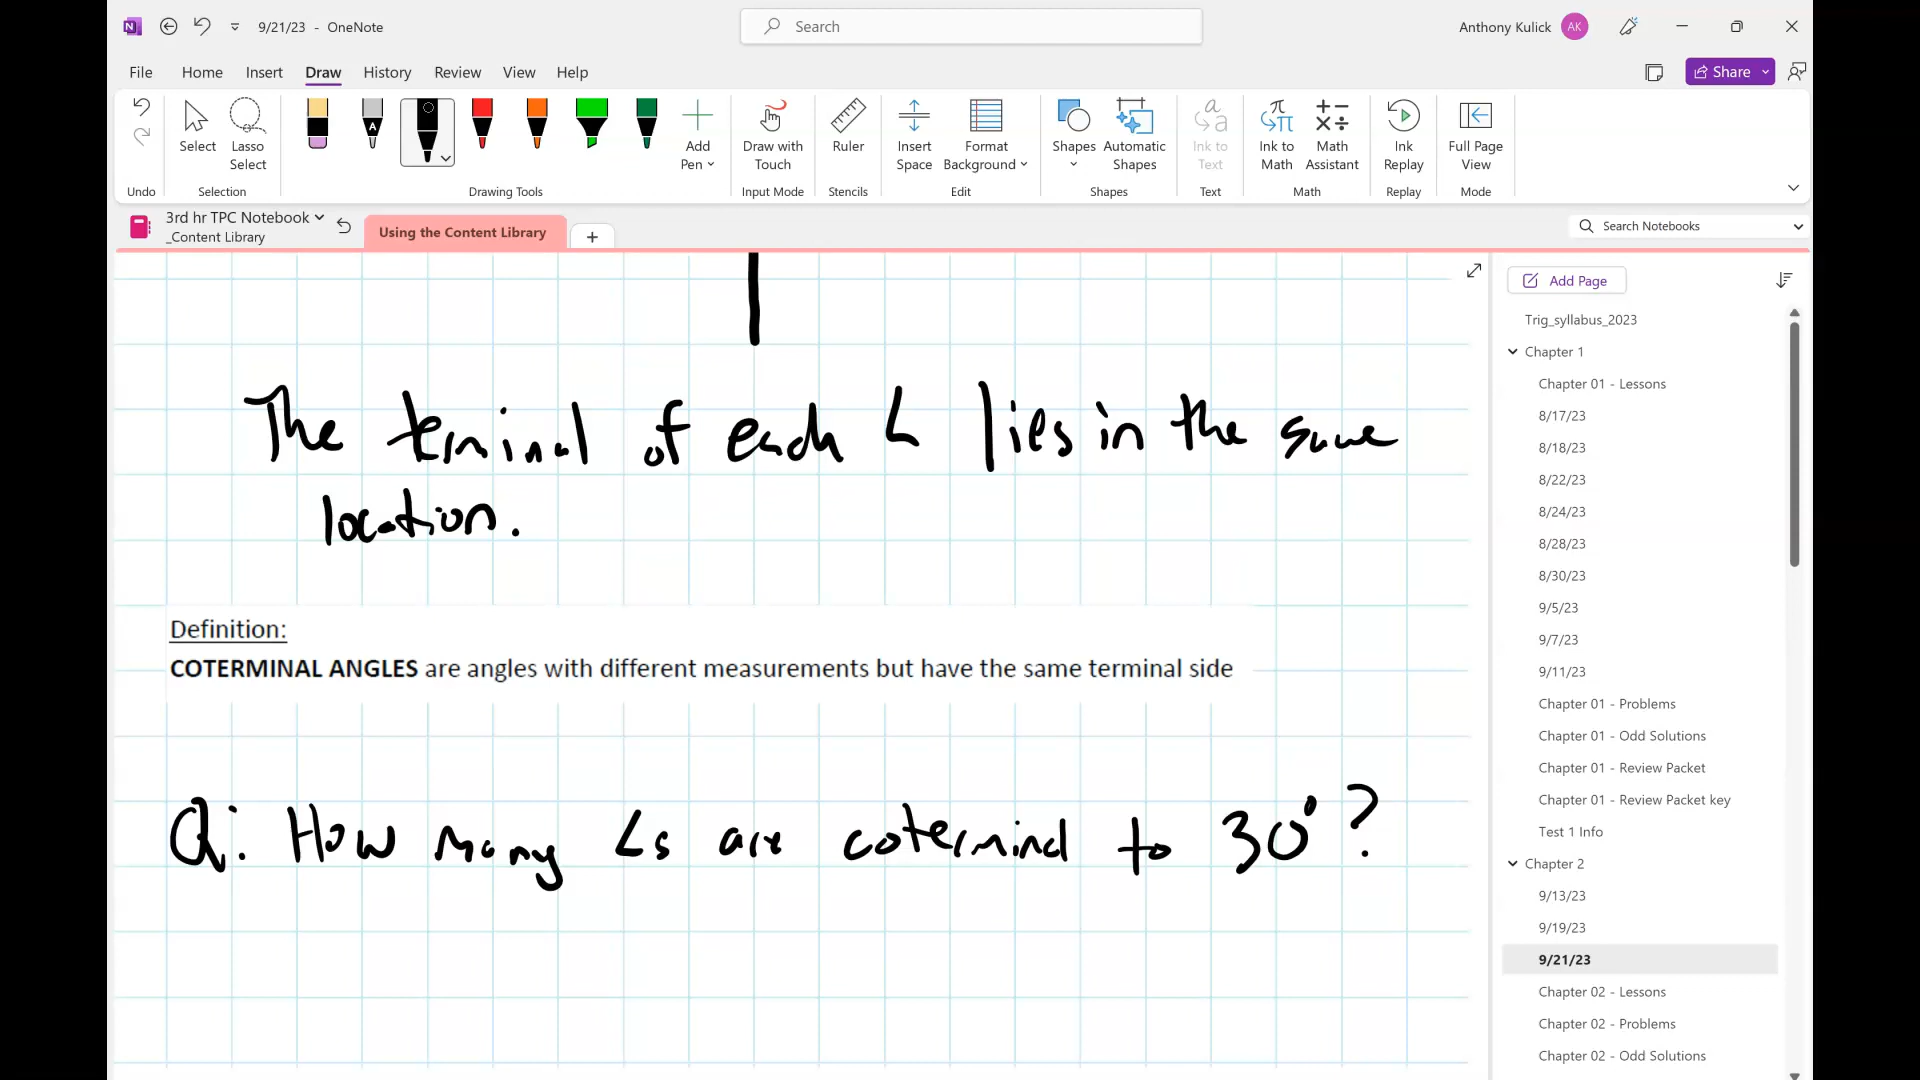 9/21/23 - OneNote
Search
Anthony Kulick
AK
File Home Insert Draw History Review View Help
Share
Select
Lasso Select
A
Add Pen
Draw with Touch
Ruler
Insert Space
Format Background
Shapes
Automatic Shapes
Ink to Text
Ink to Math
Math Assistant
Ink Replay
Full Page View
Undo
Selection
Drawing Tools
Input Mode
Stencils
Edit
Shapes
Text
Math
Replay
Mode
3rd hr TPC Notebook
_Content Library
Using the Content Library
Search Notebooks
The terminal of each ∠ lies in the same
location.
Definition:
COTERMINAL ANGLES are angles with different measurements but have the same terminal side
Q: How many ∠s are coterminal to 30°?
Add Page
Trig_syllabus_2023
Chapter 1
Chapter 01 - Lessons
8/17/23
8/18/23
8/22/23
8/24/23
8/28/23
8/30/23
9/5/23
9/7/23
9/11/23
Chapter 01 - Problems
Chapter 01 - Odd Solutions
Chapter 01 - Review Packet
Chapter 01 - Review Packet key
Test 1 Info
Chapter 2
9/13/23
9/19/23
9/21/23
Chapter 02 - Lessons
Chapter 02 - Problems
Chapter 02 - Odd Solutions